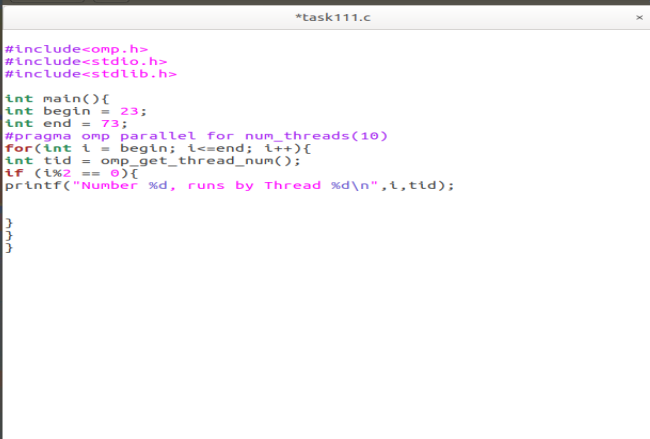 *task111.c
×
#include<omp.h>
#include<stdio.h>
#include<stdlib.h>
int main(){
int begin = 23;
int end = 73;
#pragma omp parallel for num_threads(10)
for(int i = begin; i<=end; i++){
int tid = omp_get_thread_num();
if (i%2 == 0){
printf("Number %d, runs by Thread %d\n",i,tid);
}
}
}